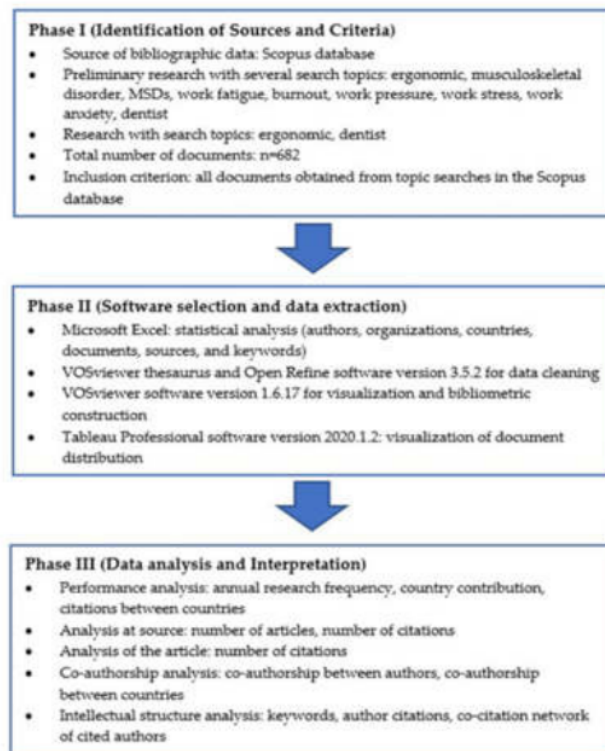 Phase I (Identification of Sources and Criteria)
• Source of bibliographic data: Scopus database
• Preliminary research with several search topics: ergonomic, musculoskeletal
disorder, MSDs, work fatigue, burnout, work pressure, work stress, work
anxiety, dentist
• Research with search topics: ergonomic, dentist
• Total number of documents: n=682
• Inclusion criterion: all documents obtained from topic searches in the Scopus
database
Phase II (Software selection and data extraction)
• Microsoft Excel: statistical analysis (authors, organizations, countries,
documents, sources, and keywords)
• VOSviewer thesaurus and Open Refine software version 3.5.2 for data cleaning
• VOSviewer software version 1.6.17 for visualization and bibliometric
construction
• Tableau Professional software version 2020.1.2: visualization of document
distribution
Phase III (Data analysis and Interpretation)
• Performance analysis: annual research frequency, country contribution,
citations between countries
• Analysis at source: number of articles, number of citations
• Analysis of the article: number of citations
• Co-authorship analysis: co-authorship between authors, co-authorship
between countries
• Intellectual structure analysis: keywords, author citations, co-citation network
of cited authors